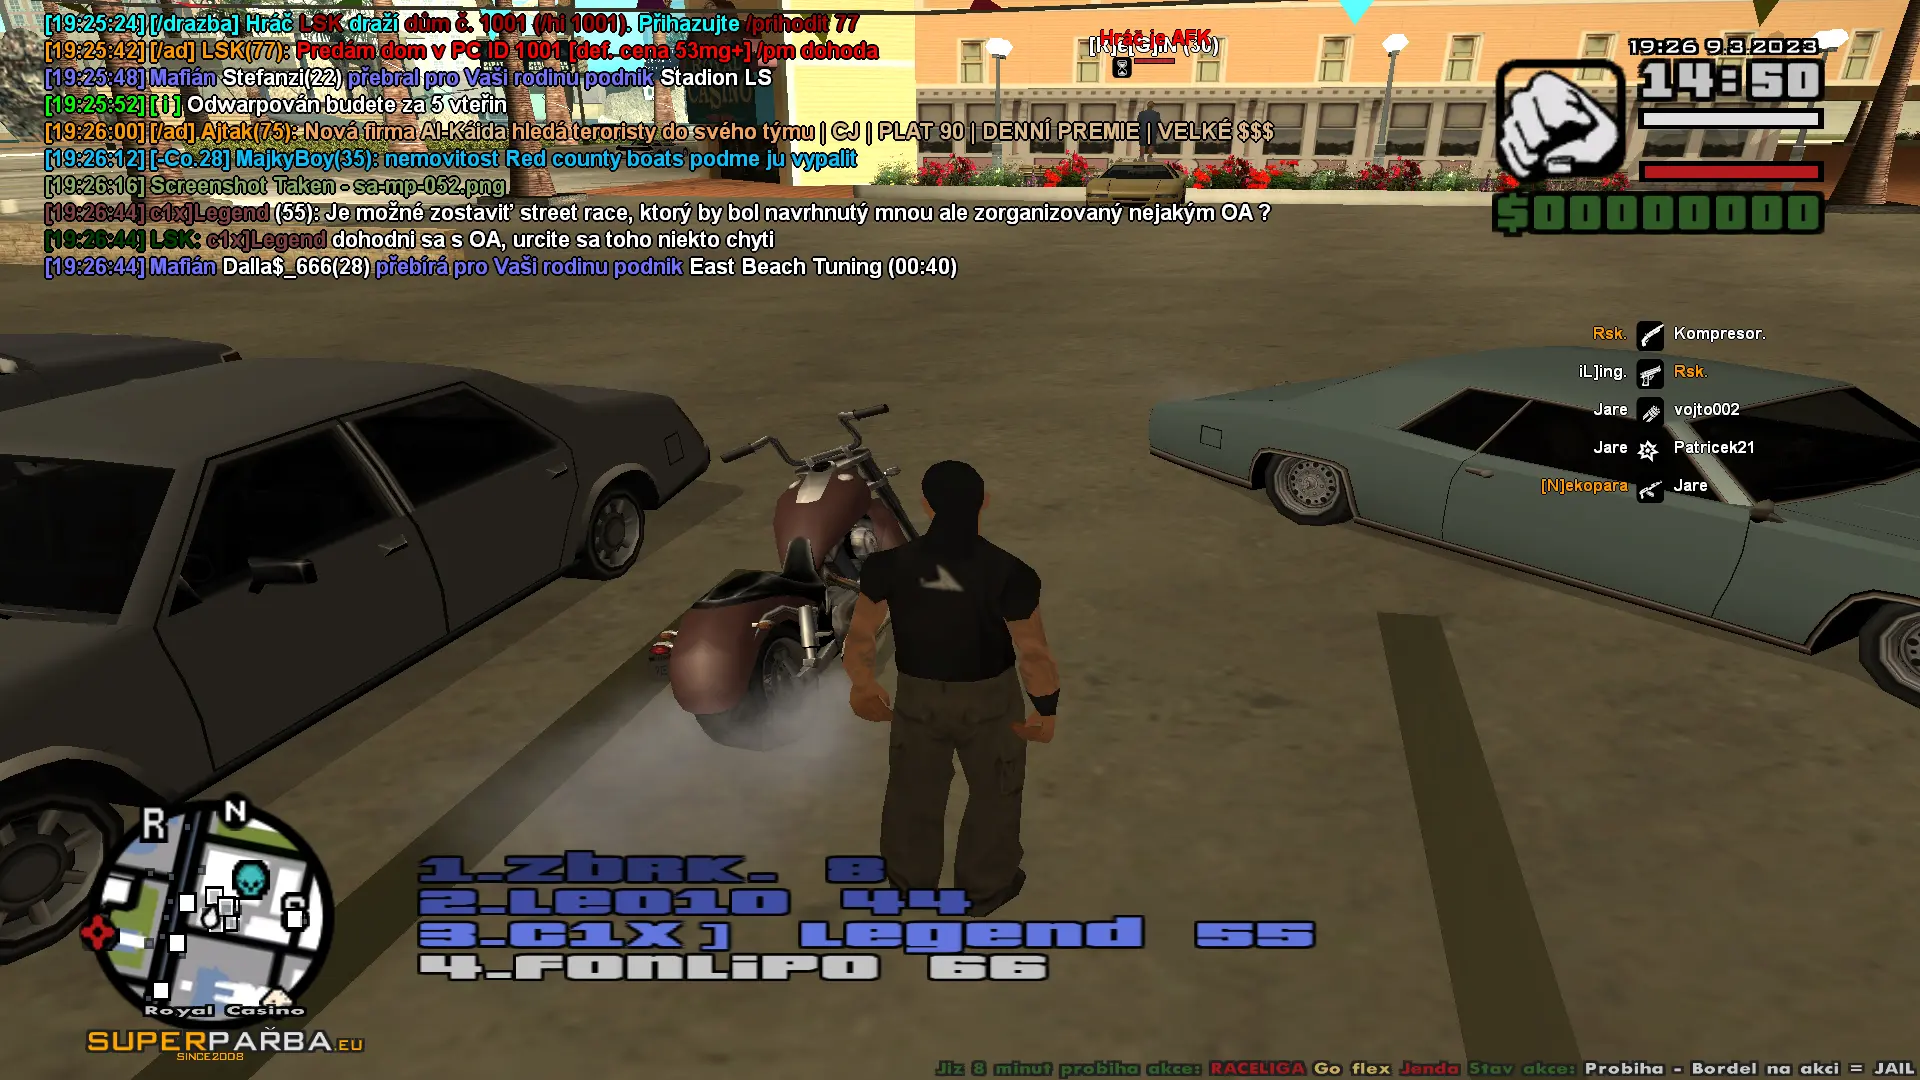 [19:25:24] [/drazba] Hráč LSK draží dům č. 1001 (/hi 1001). Přihazujte /prihodit 77
[19:25:42] [/ad] LSK(77): Predám dom v PC ID 1001 [def. cena 53mg+] /pm dohoda
[19:25:48] Mafián Stefanzi(22) přebral pro Vaši rodinu podnik Stadion LS
[19:25:52] [ i ] Odwarpován budete za 5 vteřin
[19:26:00] [/ad] Ajtak(75): Nová firma Al-Káida hledá teroristy do svého týmu | CJ | PLAT 90 | DENNÍ PREMIE | VELKÉ $$$
[19:26:12] [-Co.28] MajkyBoy(35): nemovitost Red county boats podme ju vypalit
[19:26:16] Screenshot Taken - sa-mp-052.png
[19:26:44] c1x]Legend (55): Je možné zostaviť street race, ktorý by bol navrhnutý mnou ale zorganizovaný nejakým OA ?
[19:26:44] LSK: c1x]Legend dohodni sa s OA, urcite sa toho niekto chyti
[19:26:44] Mafián Dalla$_666(28) přebírá pro Vaši rodinu podnik East Beach Tuning (00:40)
Hráč je AFK
19:26 9.3.2023
14:50
$00000000
Rsk. Kompresor.
iL]ing. Rsk.
Jare vojto002
Jare Patricek21
[N]ekopara Jare
1.Zbrk. 8
2.Leo10 44
3.c1x] Legend 55
4.FONLIPO 66
R
N
Royal Casino
SUPERPAŘBA.EU
SINCE2008
Jiz 8 minut probiha akce: RACELIGA Go flex Jenda Stav akce: Probiha - Bordel na akci = JAIL